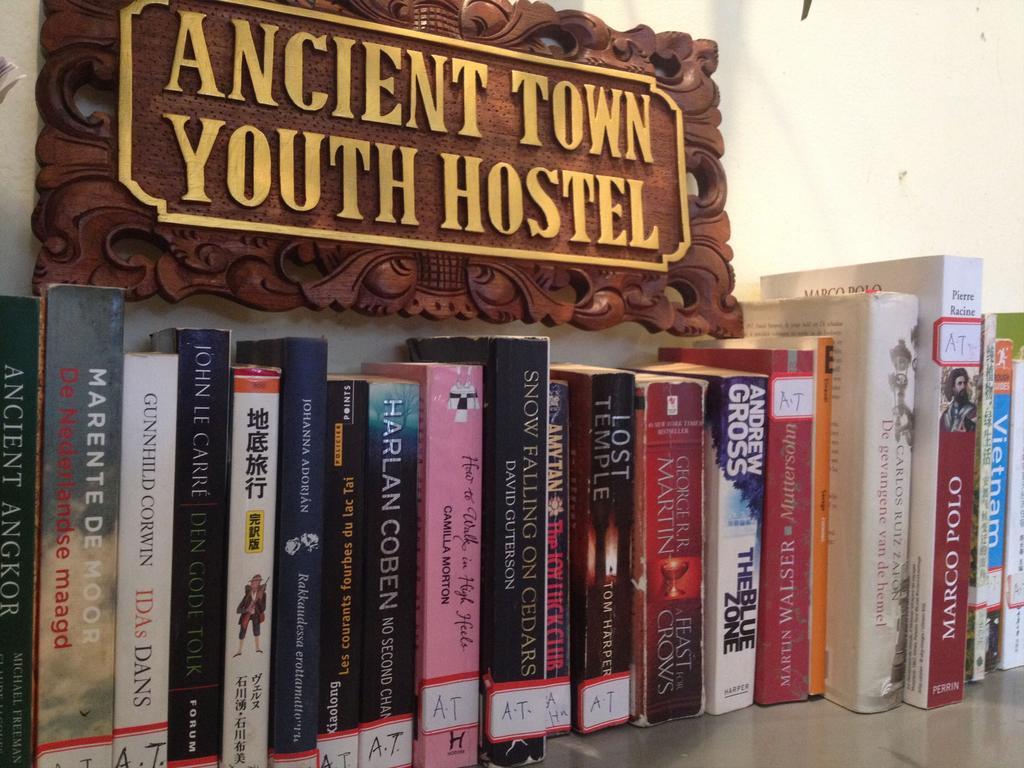 ANCIENT TOWN
YOUTH HOSTEL
ANCIENT ANGKOR
MICHAEL FREEMAN
MARENTE DE MOOR
De Nederlandse maagd
GUNNHILD CORWIN
IDAs DANS
A.T.
JOHN LE CARRÉ
DEN GODE TOLK
FORUM
地底旅行
完訳版
ヴェルヌ
石川湧・石川布美
JOHANNA ADORJÁN
Rakkaudessa erottamattomat
POINTS
Les courants fourbes du lac Tai
Xiaolong
HARLAN COBEN
NO SECOND CHAN
A.T.
How to Walk in High Heels
CAMILLA MORTON
A.T
H
SNOW FALLING ON CEDARS
DAVID GUTERSON
A.T.
AMY TAN
The JOY LUCK CLUB
LOST
TEMPLE
TOM HARPER
A.T
#1 NEW YORK TIMES
BESTSELLER
GEORGE R.R.
MARTIN
A FEAST FOR
CROWS
ANDREW
GROSS
THE BLUE
ZONE
HARPER
A.T
Muttersohn
MARTIN WALSER
CARLOS RUIZ ZAFÓN
De gevangene van de hemel
MARCO POLO
Pierre
Racine
A.T
MARCO POLO
PERRIN
ROUGH
GUIDES
Vietnam